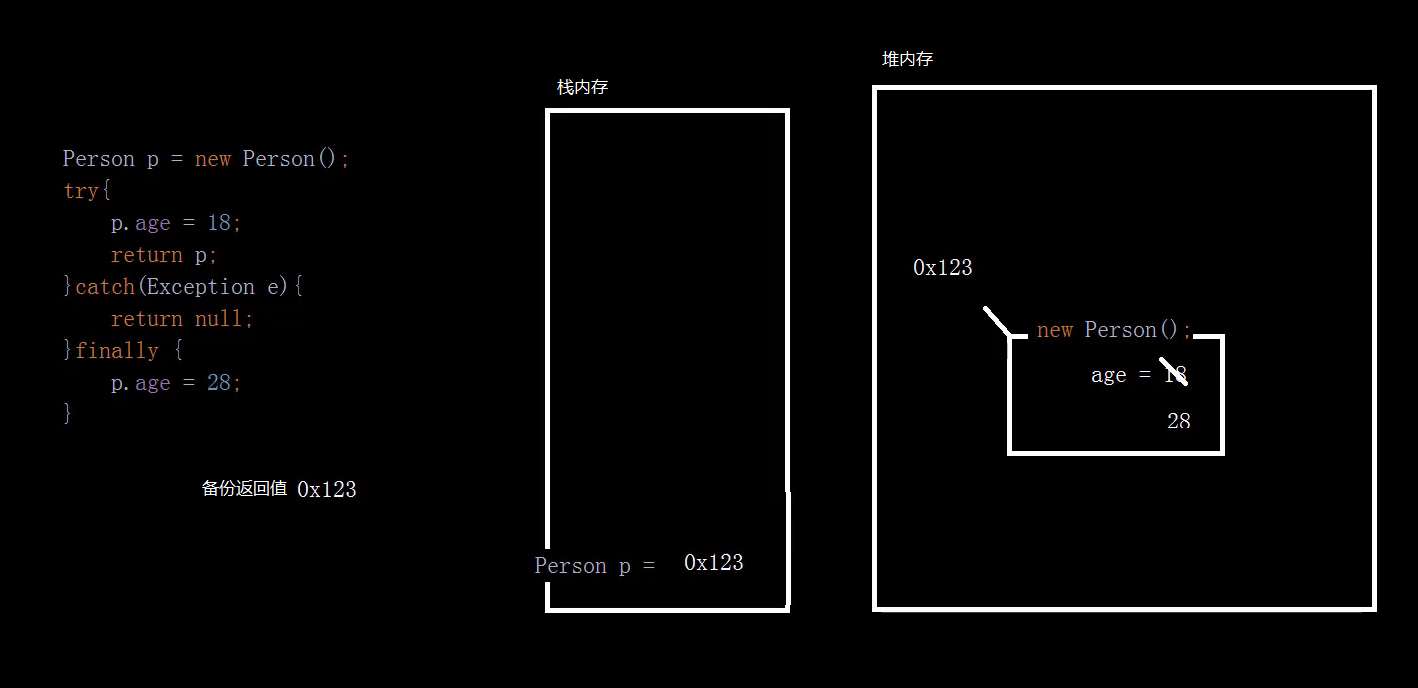 Person p = new Person();
try{
    p.age = 18;
    return p;
}catch(Exception e){
    return null;
}finally {
    p.age = 28;
}
备份返回值 0x123
栈内存
Person p = 0x123
堆内存
0x123
new Person();
age = 18
28